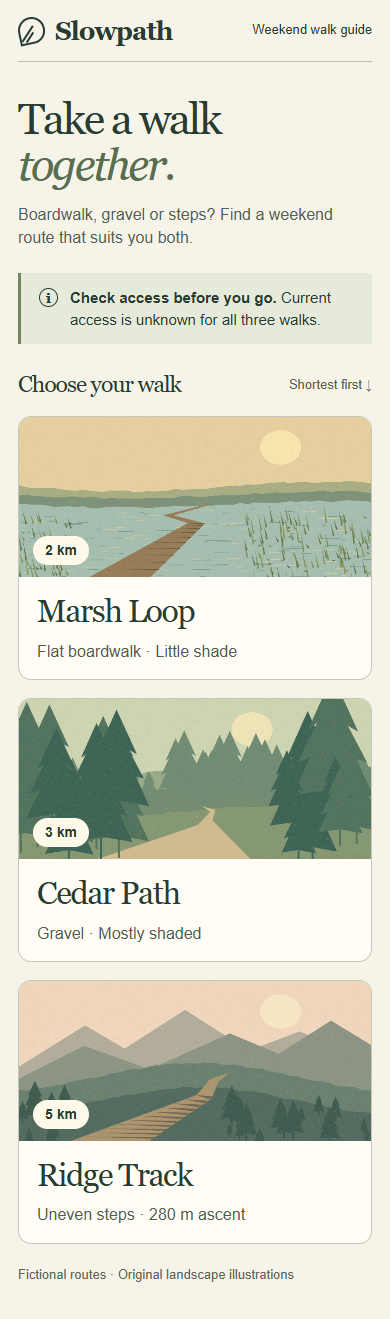 Slowpath
Weekend walk guide
Take a walk
together.
Boardwalk, gravel or steps? Find a weekend
route that suits you both.
Check access before you go. Current
access is unknown for all three walks.
Choose your walk
Shortest first ↓
2 km
Marsh Loop
Flat boardwalk · Little shade
3 km
Cedar Path
Gravel · Mostly shaded
5 km
Ridge Track
Uneven steps · 280 m ascent
Fictional routes · Original landscape illustrations